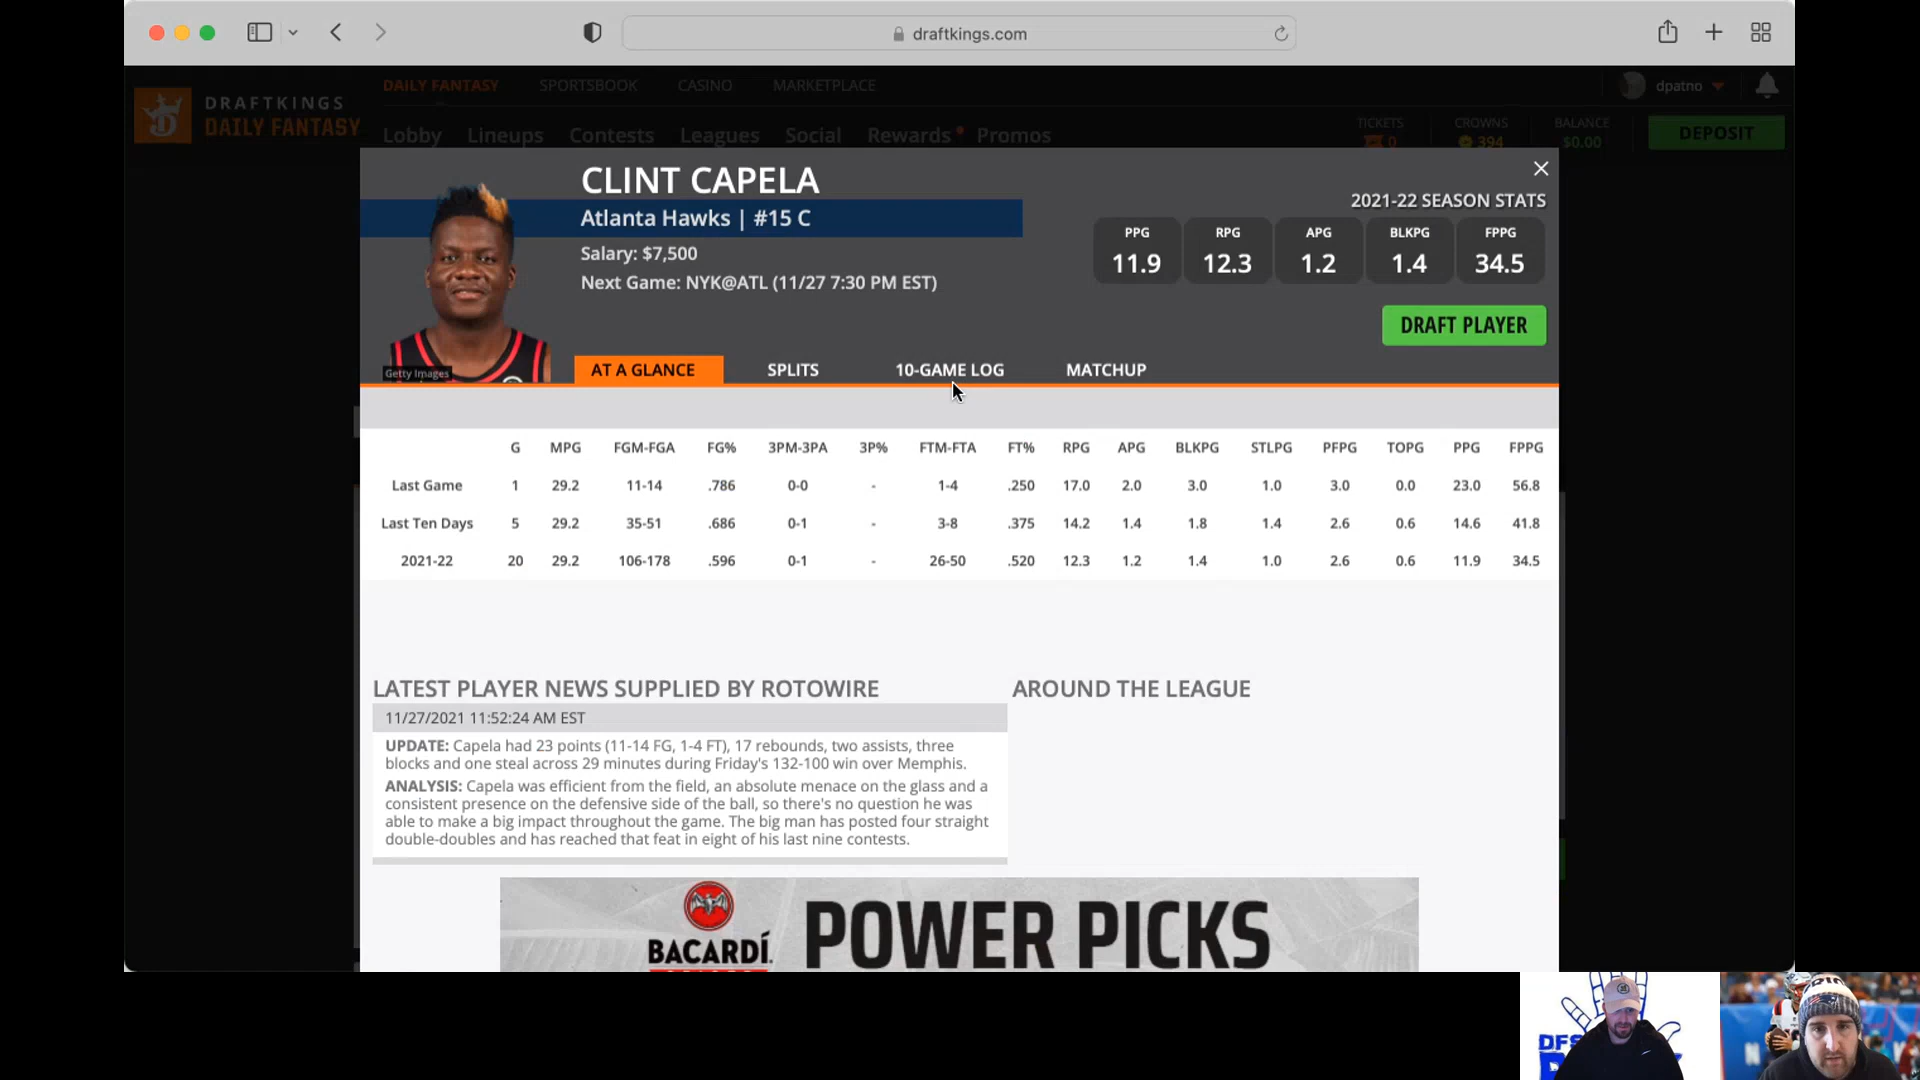 draftkings.com
DRAFTKINGS
DAILY FANTASY
DAILY FANTASY SPORTSBOOK CASINO MARKETPLACE
dpatno
Lobby Lineups Contests Leagues Social Rewards Promos
TICKETS
0
CROWNS
394
BALANCE
$0.00
DEPOSIT
CLINT CAPELA
Atlanta Hawks | #15 C
Salary: $7,500
Next Game: NYK@ATL (11/27 7:30 PM EST)
2021-22 SEASON STATS
PPG RPG APG BLKPG FPPG
11.9 12.3 1.2 1.4 34.5
DRAFT PLAYER
Getty Images
AT A GLANCE SPLITS 10-GAME LOG MATCHUP
G MPG FGM-FGA FG% 3PM-3PA 3P% FTM-FTA FT% RPG APG BLKPG STLPG PFPG TOPG PPG FPPG
Last Game 1 29.2 11-14 .786 0-0 - 1-4 .250 17.0 2.0 3.0 1.0 3.0 0.0 23.0 56.8
Last Ten Days 5 29.2 35-51 .686 0-1 - 3-8 .375 14.2 1.4 1.8 1.4 2.6 0.6 14.6 41.8
2021-22 20 29.2 106-178 .596 0-1 - 26-50 .520 12.3 1.2 1.4 1.0 2.6 0.6 11.9 34.5
LATEST PLAYER NEWS SUPPLIED BY ROTOWIRE
AROUND THE LEAGUE
11/27/2021 11:52:24 AM EST
UPDATE: Capela had 23 points (11-14 FG, 1-4 FT), 17 rebounds, two assists, three
blocks and one steal across 29 minutes during Friday's 132-100 win over Memphis.
ANALYSIS: Capela was efficient from the field, an absolute menace on the glass and a
consistent presence on the defensive side of the ball, so there's no question he was
able to make a big impact throughout the game. The big man has posted four straight
double-doubles and has reached that feat in eight of his last nine contests.
BACARDÍ
POWER PICKS
DFS